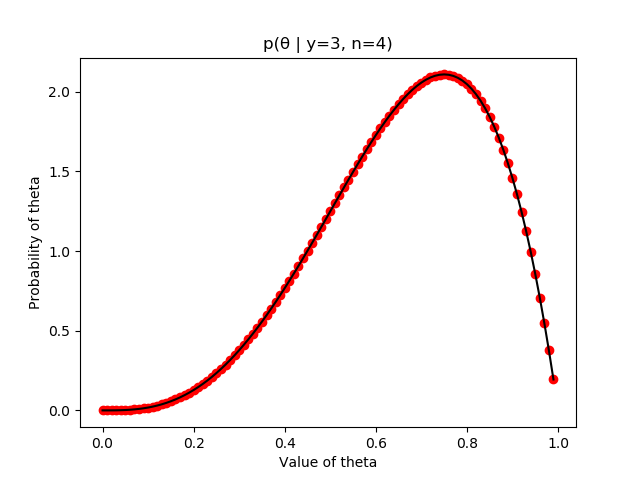 p(θ | y=3, n=4)
2.0
1.5
1.0
0.5
0.0
Probability of theta
0.0 0.2 0.4 0.6 0.8 1.0
Value of theta